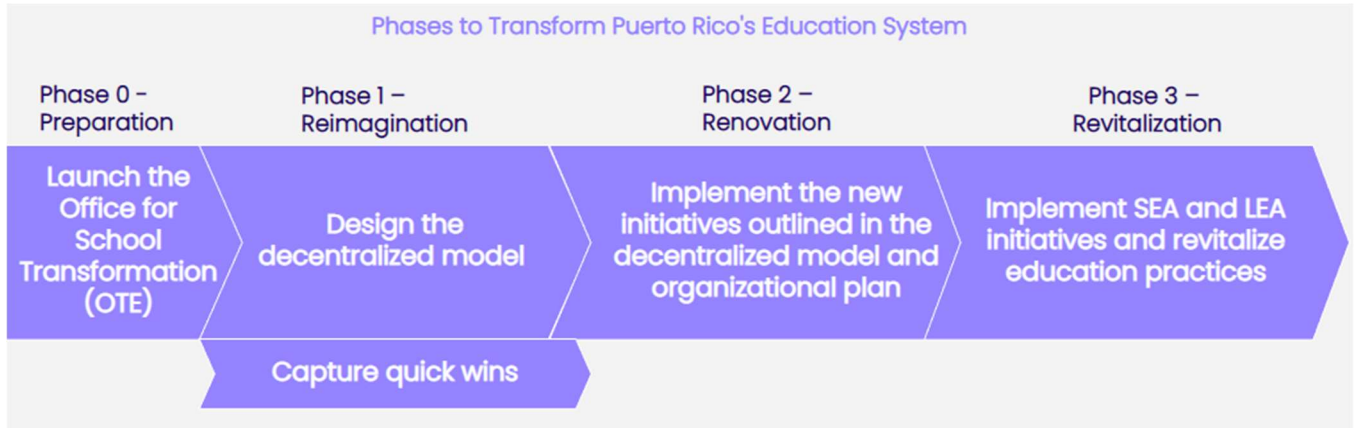 Phases to Transform Puerto Rico's Education System
Phase 0 -
Preparation
Launch the
Office for
School
Transformation
(OTE)
Phase 1 –
Reimagination
Design the
decentralized model
Capture quick wins
Phase 2 –
Renovation
Implement the new
initiatives outlined in the
decentralized model and
organizational plan
Phase 3 –
Revitalization
Implement SEA and LEA
initiatives and revitalize
education practices